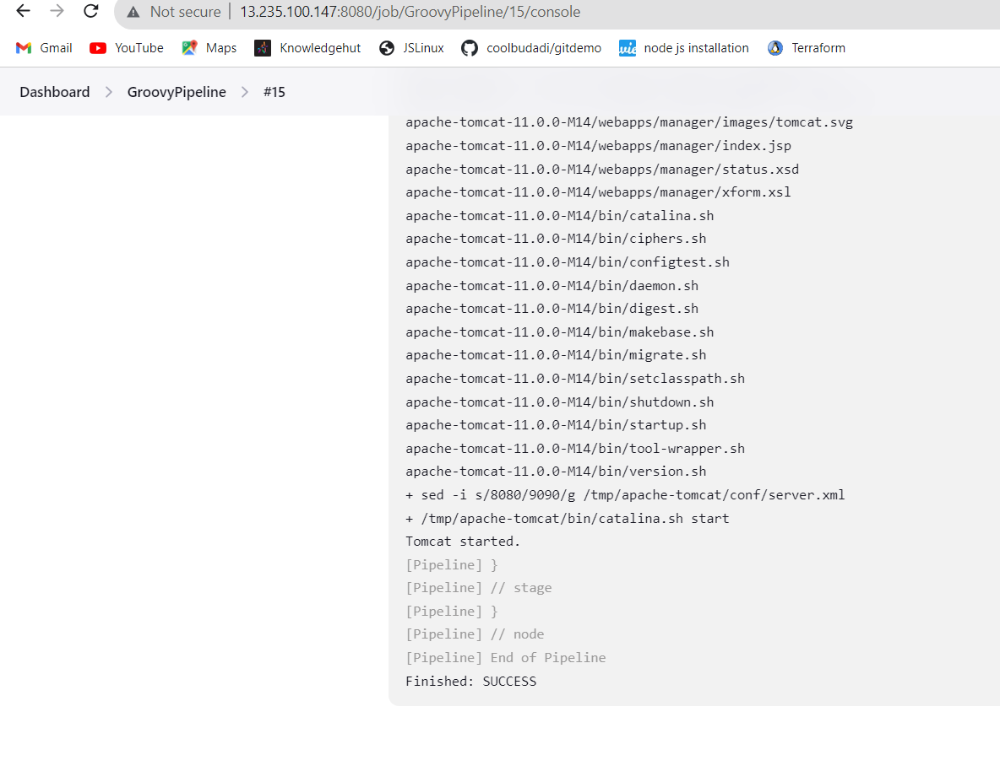 Not secure | 13.235.100.147:8080/job/GroovyPipeline/15/console
Gmail YouTube Maps Knowledgehut JSLinux coolbudadi/gitdemo node js installation Terraform
Dashboard > GroovyPipeline > #15
apache-tomcat-11.0.0-M14/webapps/manager/images/tomcat.svg
apache-tomcat-11.0.0-M14/webapps/manager/index.jsp
apache-tomcat-11.0.0-M14/webapps/manager/status.xsd
apache-tomcat-11.0.0-M14/webapps/manager/xform.xsl
apache-tomcat-11.0.0-M14/bin/catalina.sh
apache-tomcat-11.0.0-M14/bin/ciphers.sh
apache-tomcat-11.0.0-M14/bin/configtest.sh
apache-tomcat-11.0.0-M14/bin/daemon.sh
apache-tomcat-11.0.0-M14/bin/digest.sh
apache-tomcat-11.0.0-M14/bin/makebase.sh
apache-tomcat-11.0.0-M14/bin/migrate.sh
apache-tomcat-11.0.0-M14/bin/setclasspath.sh
apache-tomcat-11.0.0-M14/bin/shutdown.sh
apache-tomcat-11.0.0-M14/bin/startup.sh
apache-tomcat-11.0.0-M14/bin/tool-wrapper.sh
apache-tomcat-11.0.0-M14/bin/version.sh
+ sed -i s/8080/9090/g /tmp/apache-tomcat/conf/server.xml
+ /tmp/apache-tomcat/bin/catalina.sh start
Tomcat started.
[Pipeline] }
[Pipeline] // stage
[Pipeline] }
[Pipeline] // node
[Pipeline] End of Pipeline
Finished: SUCCESS